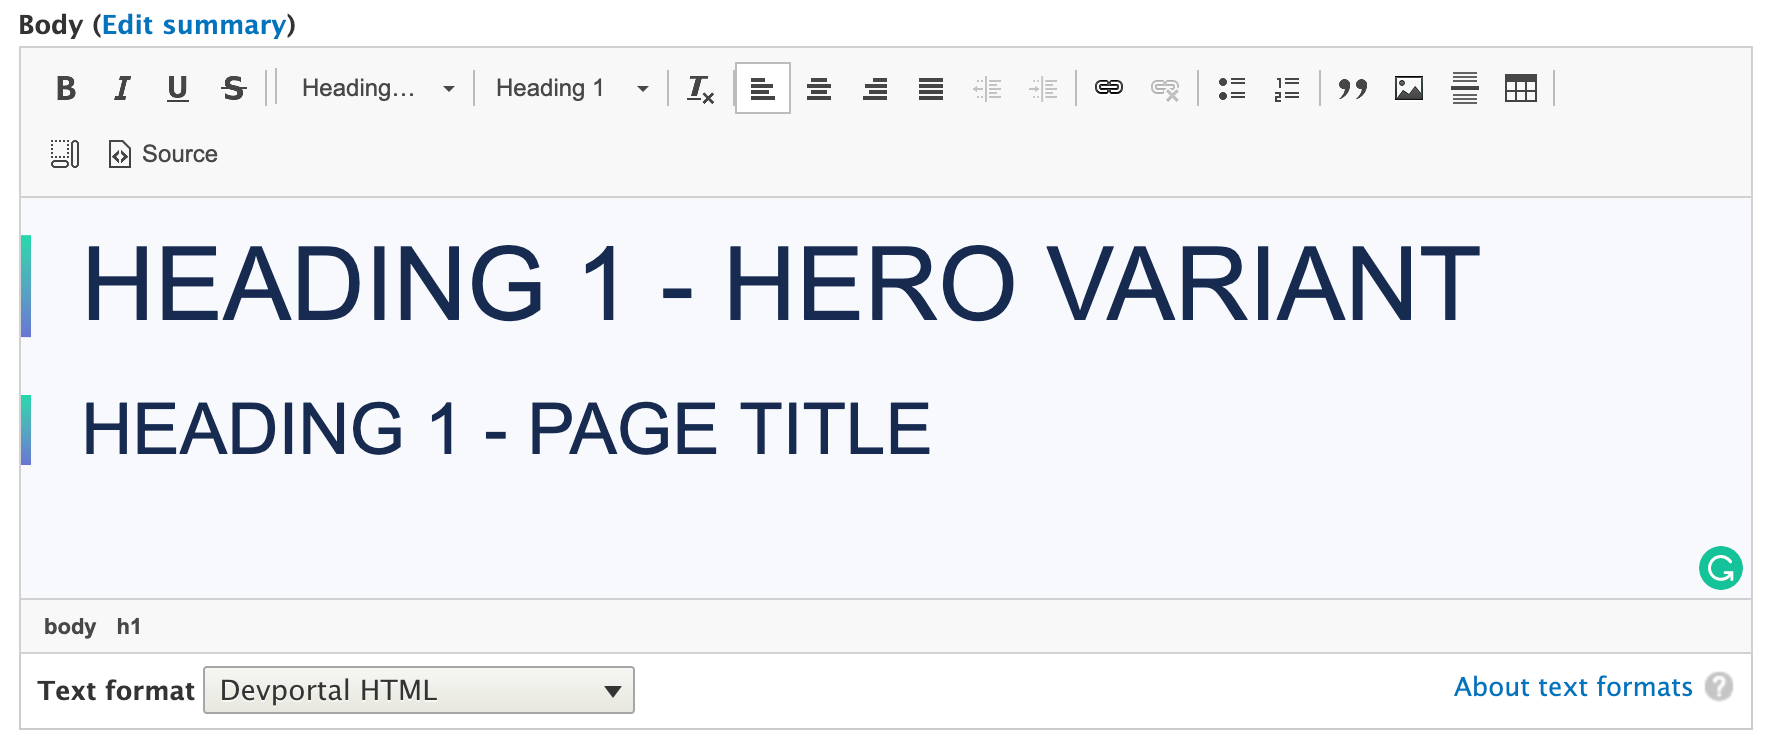 Body (Edit summary)
B I U S Heading... Heading 1 Tx
Source
HEADING 1 - HERO VARIANT
HEADING 1 - PAGE TITLE
body h1
Text format Devportal HTML About text formats ?